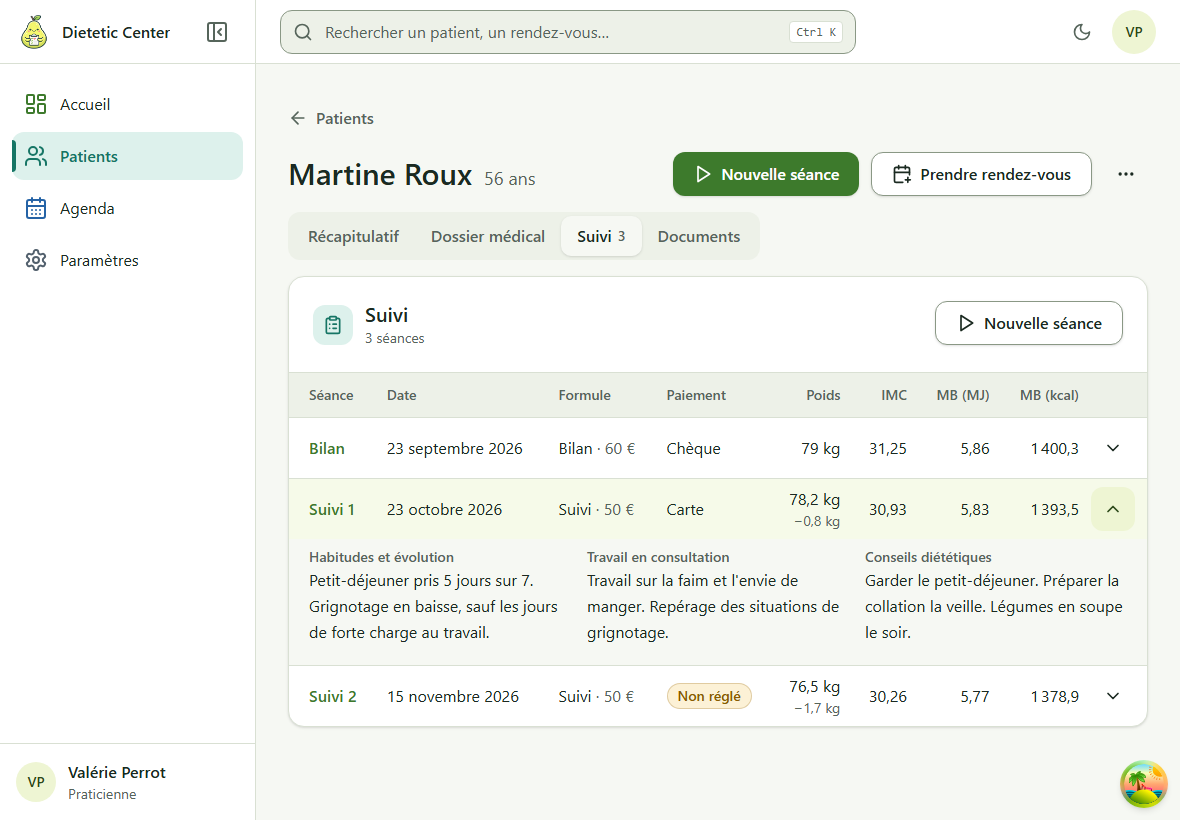 Dietetic Center
Rechercher un patient, un rendez-vous...
Ctrl K
VP
Accueil
Patients
Agenda
Paramètres
Patients
Martine Roux 56 ans
Nouvelle séance
Prendre rendez-vous
Récapitulatif
Dossier médical
Suivi 3
Documents
Suivi
3 séances
Nouvelle séance
Séance Date Formule Paiement Poids IMC MB (MJ) MB (kcal)
Bilan 23 septembre 2026 Bilan · 60 € Chèque 79 kg 31,25 5,86 1 400,3
Suivi 1 23 octobre 2026 Suivi · 50 € Carte 78,2 kg 30,93 5,83 1 393,5
−0,8 kg
Habitudes et évolution
Petit-déjeuner pris 5 jours sur 7.
Grignotage en baisse, sauf les jours
de forte charge au travail.
Travail en consultation
Travail sur la faim et l'envie de
manger. Repérage des situations de
grignotage.
Conseils diététiques
Garder le petit-déjeuner. Préparer la
collation la veille. Légumes en soupe
le soir.
Suivi 2 15 novembre 2026 Suivi · 50 € Non réglé 76,5 kg 30,26 5,77 1 378,9
−1,7 kg
VP
Valérie Perrot
Praticienne